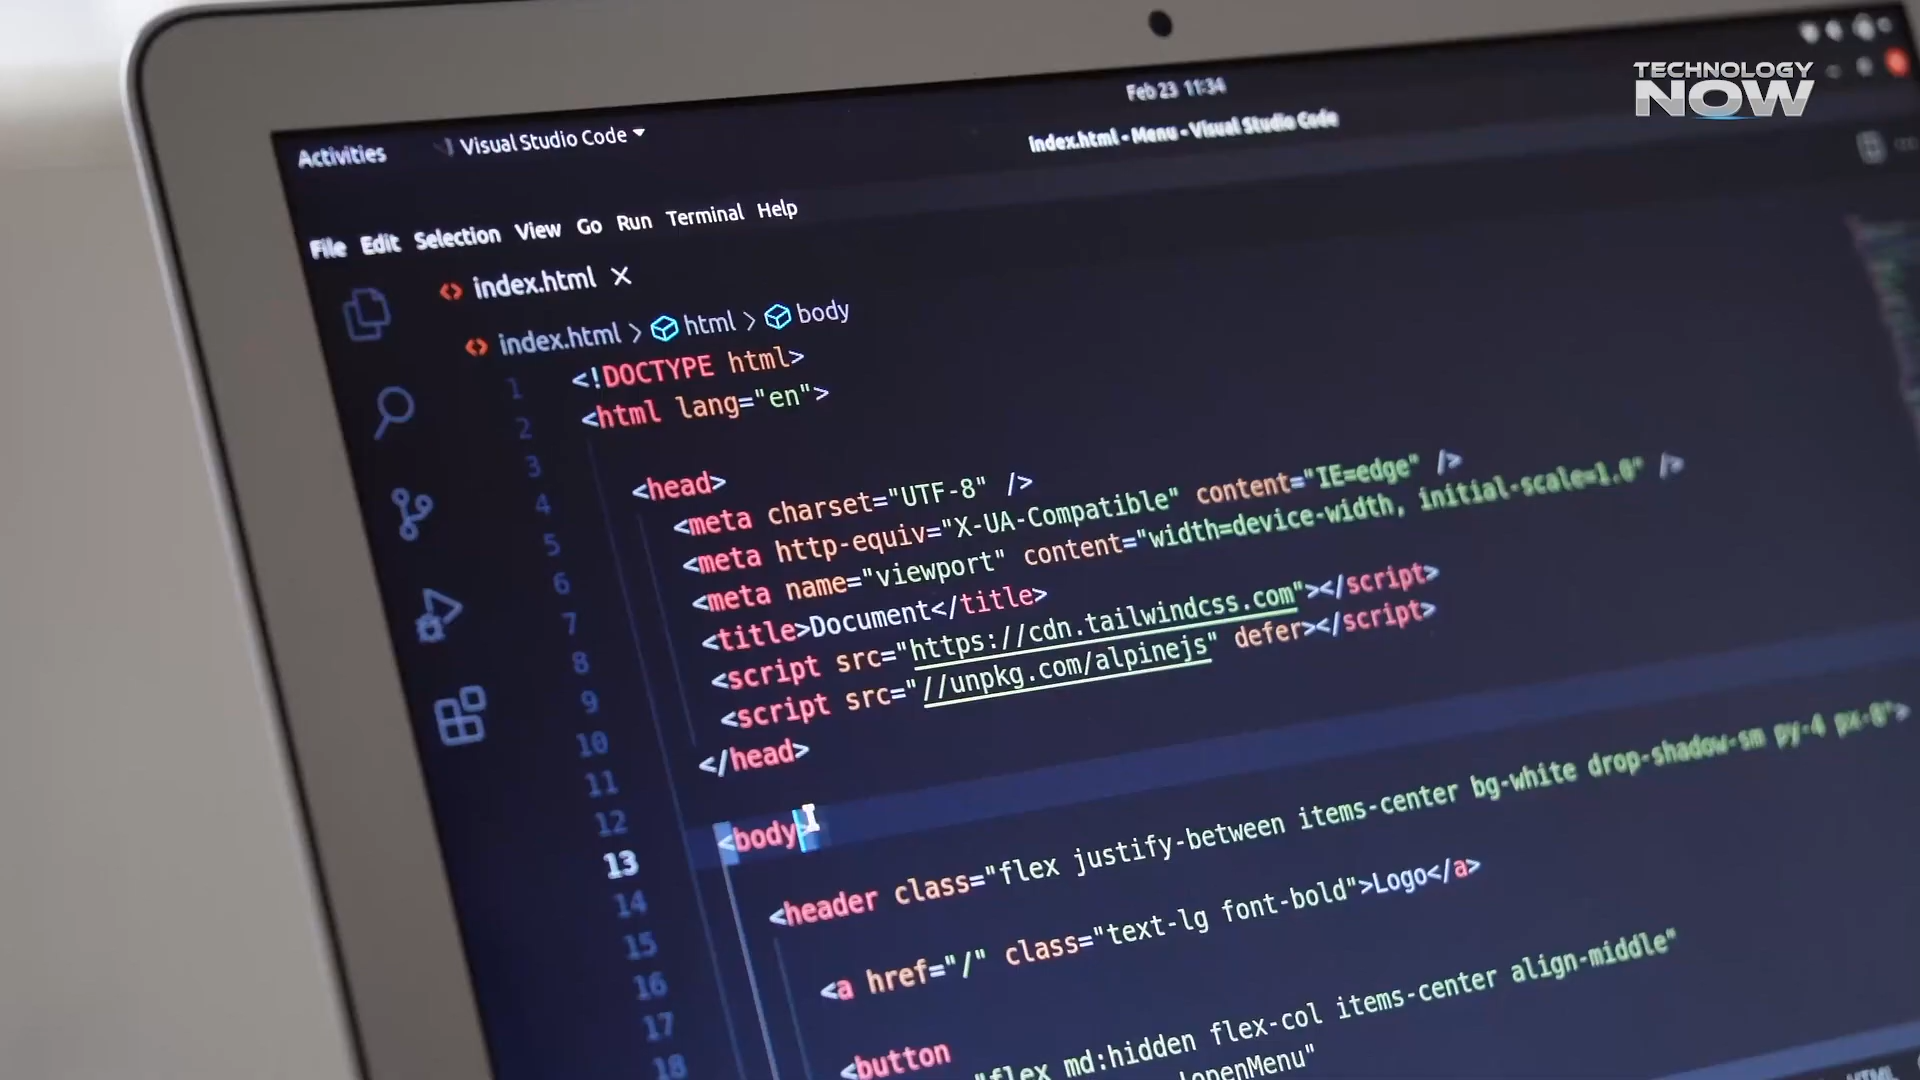 TECHNOLOGY
NOW
Feb 23 11:34
Activities
Visual Studio Code
index.html - Menu - Visual Studio Code
File Edit Selection View Go Run Terminal Help
index.html X
index.html > html > body
1 <!DOCTYPE html>
2 <html lang="en">
3
4 <head>
5 <meta charset="UTF-8" />
6 <meta http-equiv="X-UA-Compatible" content="IE=edge" />
7 <meta name="viewport" content="width=device-width, initial-scale=1.0" />
8 <title>Document</title>
9 <script src="https://cdn.tailwindcss.com"></script>
10 <script src="//unpkg.com/alpinejs" defer></script>
11 </head>
12
13 <body>
14
15 <header class="flex justify-between items-center bg-white drop-shadow-sm py-4 px-8">
16
17 <a href="/" class="text-lg font-bold">Logo</a>
18
<button
"flex md:hidden flex-col items-center align-middle"
openMenu"
HTML